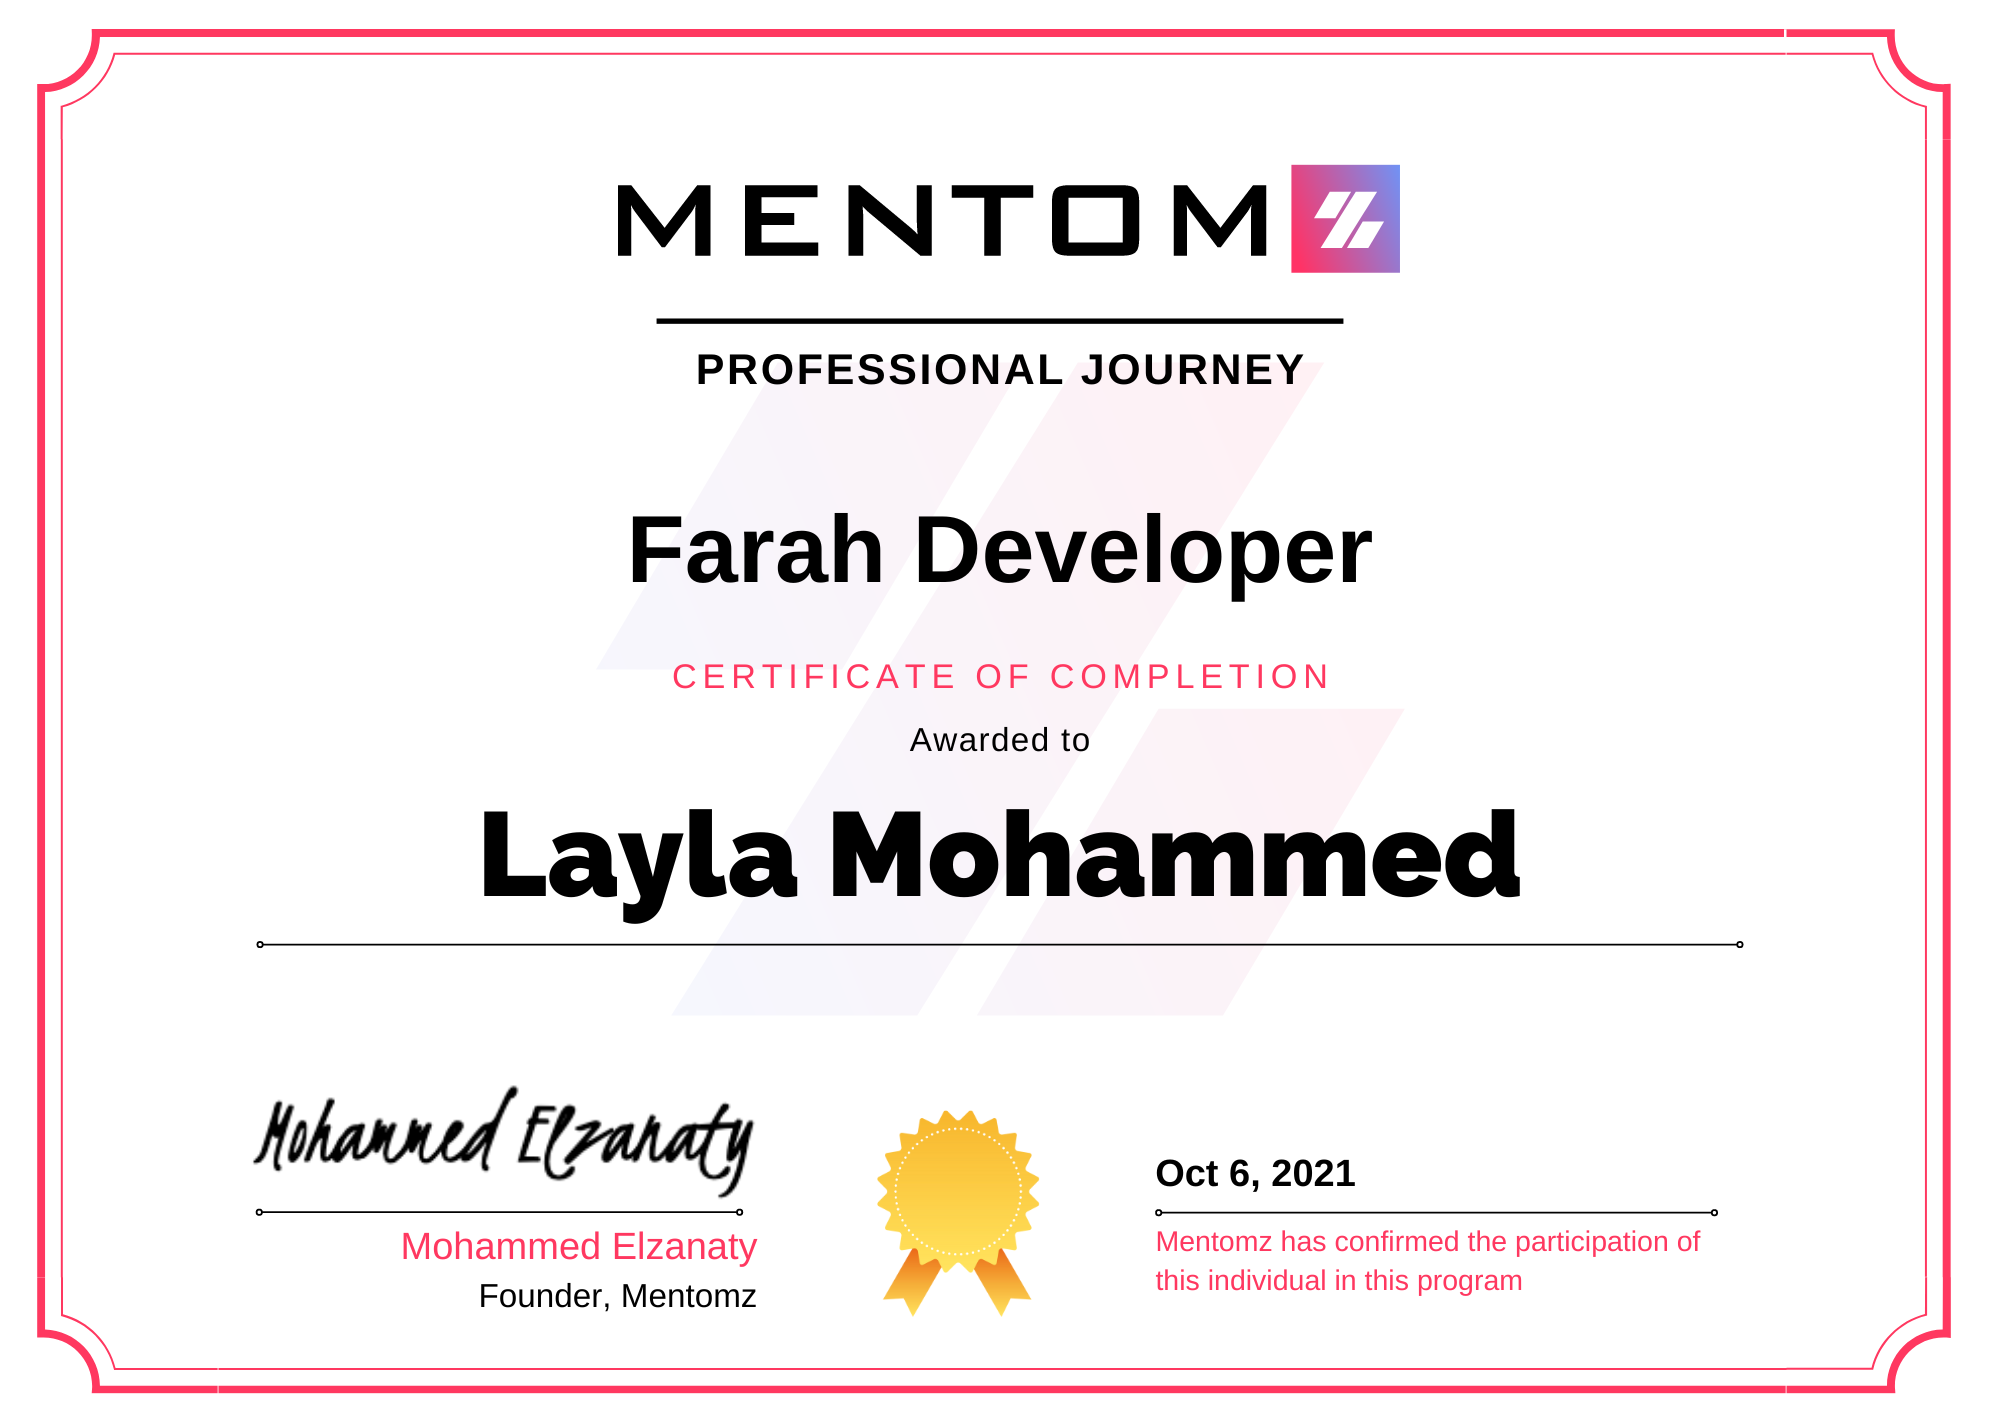 MENTOMZ
PROFESSIONAL JOURNEY
Farah Developer
CERTIFICATE OF COMPLETION
Awarded to
Layla Mohammed
Mohammed Elzanaty
Mohammed Elzanaty
Founder, Mentomz
Oct 6, 2021
Mentomz has confirmed the participation of
this individual in this program